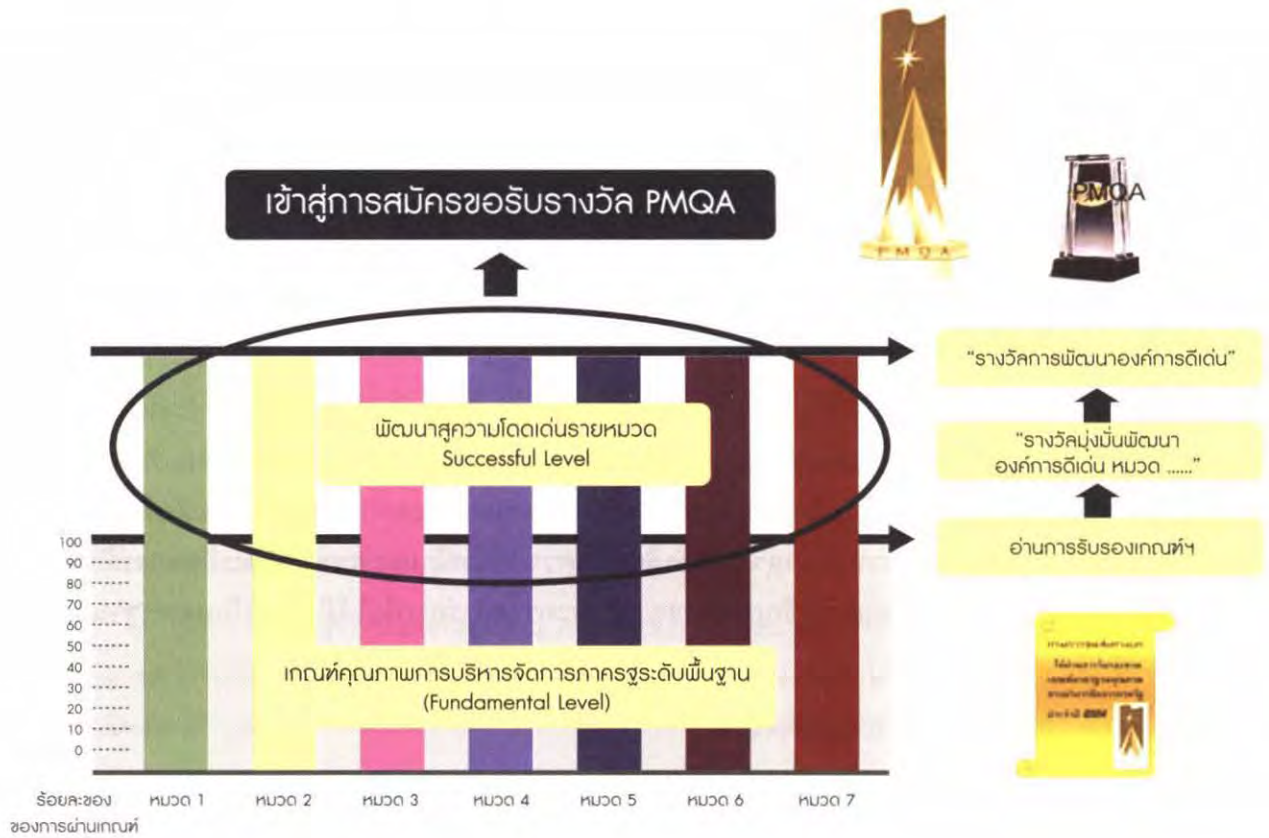 เข้าสู่การสมัครขอรับรางวัล PMQA
PMQA
PMQA
"รางวัลการพัฒนาองค์การดีเด่น"
พัฒนาสูความโดดเด่นรายหมวด
Successful Level
"รางวัลมุ่งมั่นพัฒนา
องค์การดีเด่น หมวด ......"
อ่านการรับรองเกณฑ์ฯ
100
90
80
70
60
50
40
30
20
10
0
เกณฑ์คุณภาพการบริหารจัดการภาครฐระดับพื้นฐาน
(Fundamental Level)
ร้อยละของ
ของการผ่านเกณฑ์
หมวด 1
หมวด 2
หมวด 3
หมวด 4
หมวด 5
หมวด 6
หมวด 7